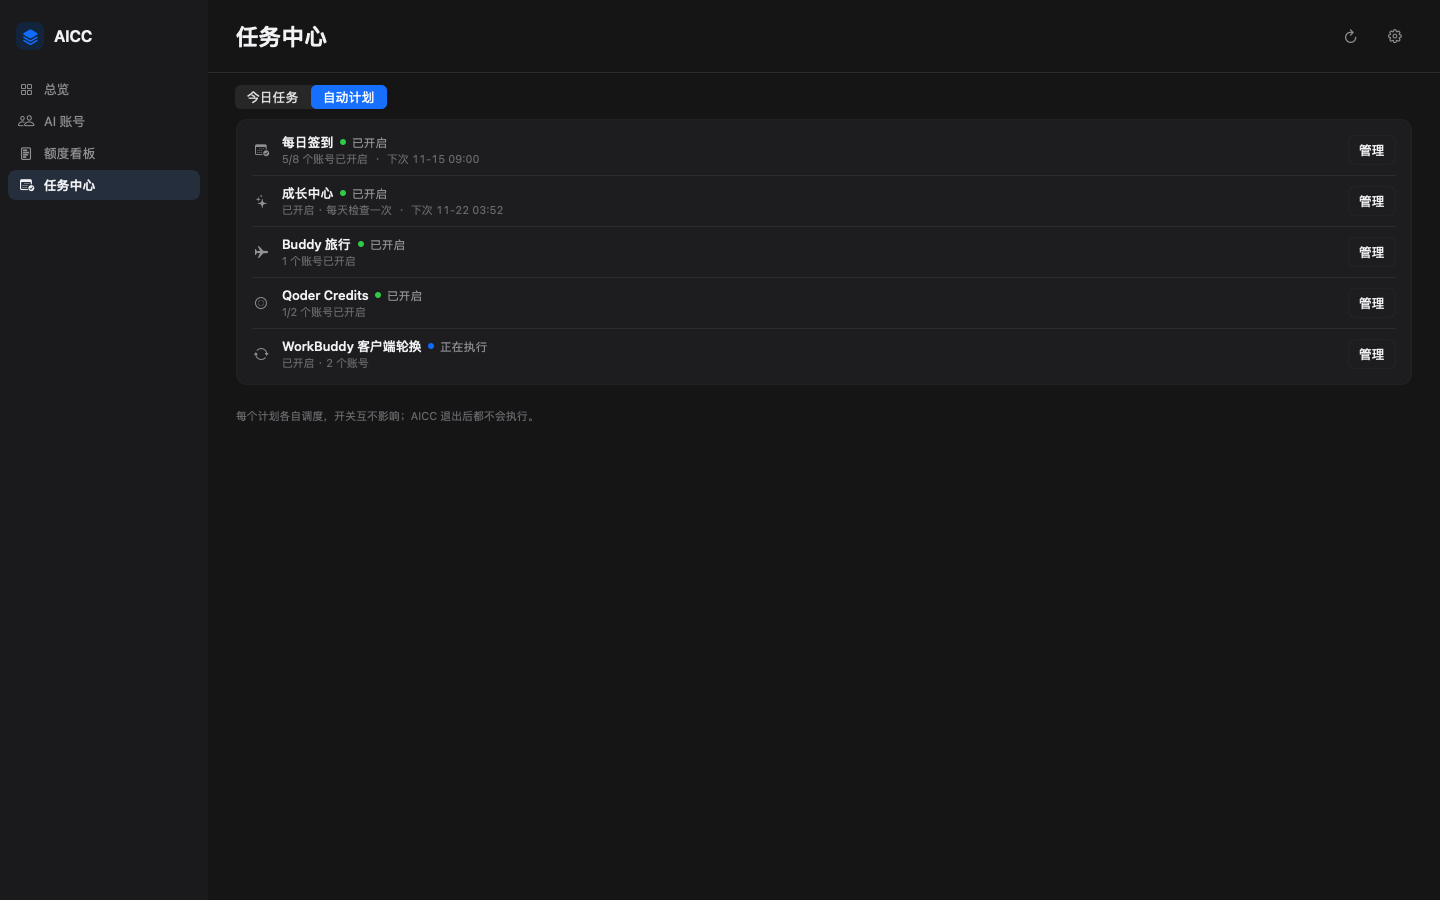 AICC
总览
AI 账号
额度看板
任务中心
任务中心
今日任务 自动计划
每日签到 已开启
5/8 个账号已开启 · 下次 11-15 09:00
管理
成长中心 已开启
已开启 · 每天检查一次 · 下次 11-22 03:52
管理
Buddy 旅行 已开启
1 个账号已开启
管理
Qoder Credits 已开启
1/2 个账号已开启
管理
WorkBuddy 客户端轮换 正在执行
已开启 · 2 个账号
管理
每个计划各自调度，开关互不影响；AICC 退出后都不会执行。